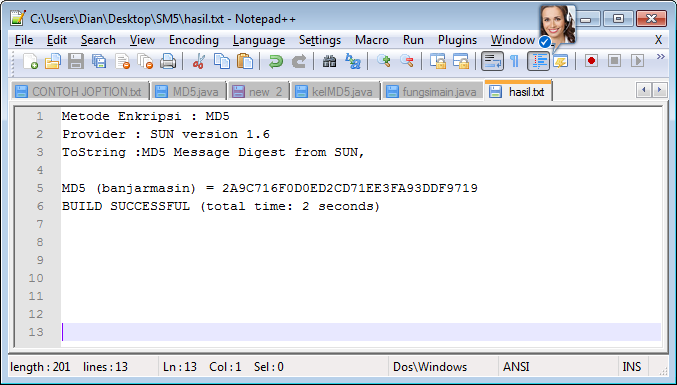 C:\Users\Dian\Desktop\SM5\hasil.txt - Notepad++
File Edit Search View Encoding Language Settings Macro Run Plugins Window X
CONTOH JOPTION.txt MD5.java new 2 kelMD5.java fungsimain.java hasil.txt
1 Metode Enkripsi : MD5
2 Provider : SUN version 1.6
3 ToString :MD5 Message Digest from SUN,
4
5 MD5 (banjarmasin) = 2A9C716F0D0ED2CD71EE3FA93DDF9719
6 BUILD SUCCESSFUL (total time: 2 seconds)
7
8
9
10
11
12
13
length : 201 lines : 13 Ln : 13 Col : 1 Sel : 0 Dos\Windows ANSI INS